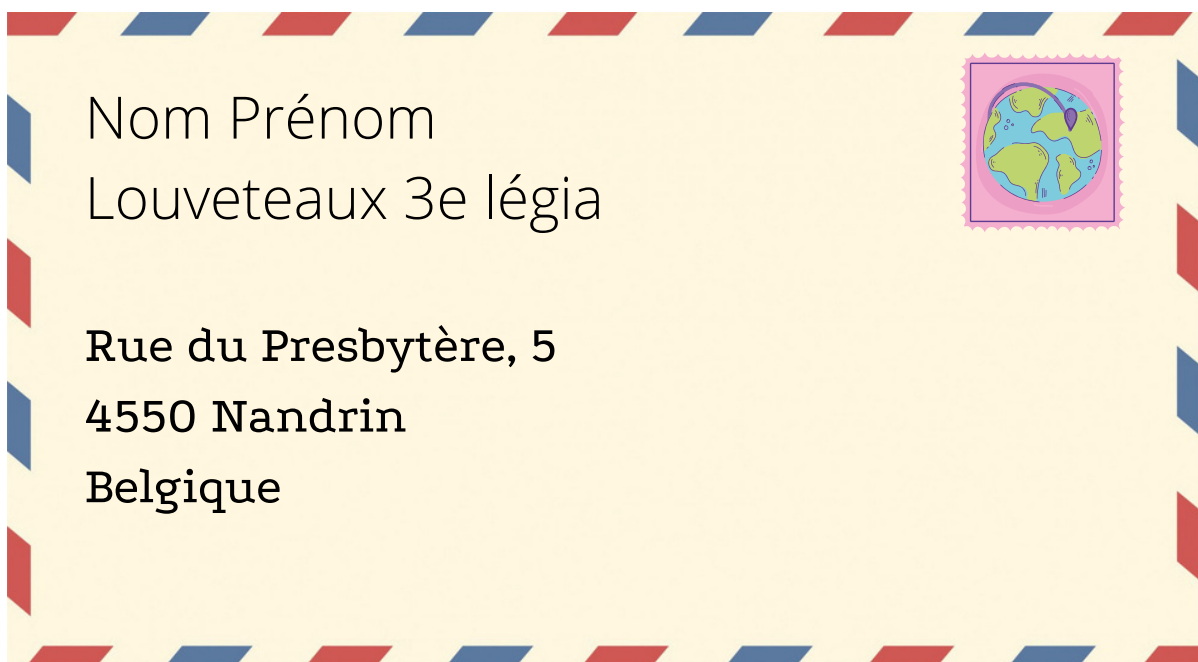 Nom Prénom
Louveteaux 3e légia
Rue du Presbytère, 5
4550 Nandrin
Belgique